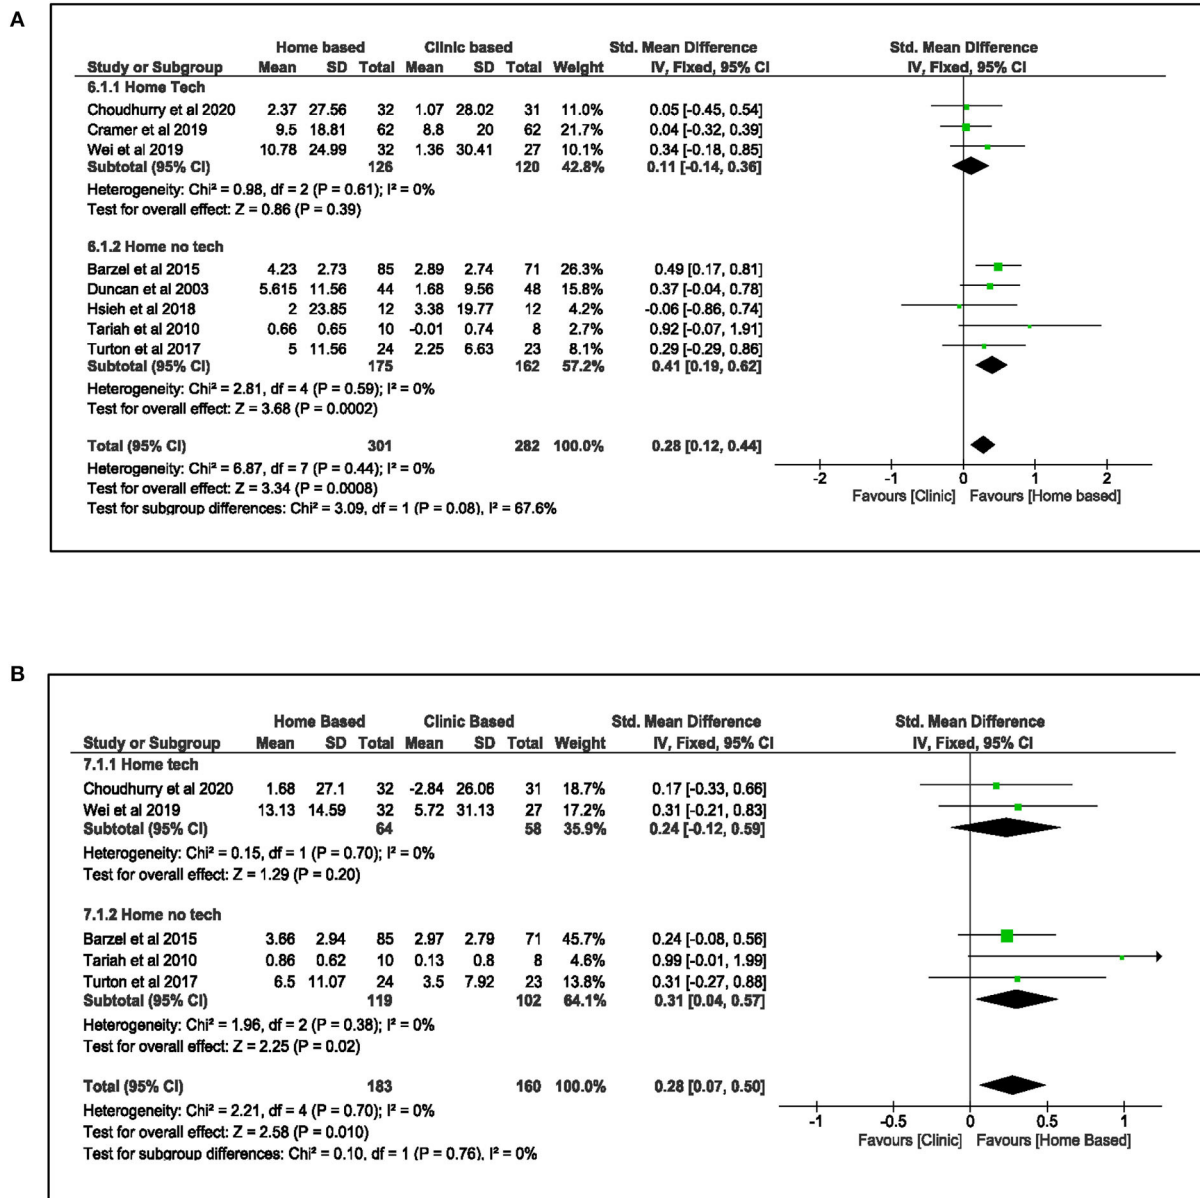 A
Home based Clinic based Std. Mean Difference Std. Mean Difference
Study or Subgroup Mean SD Total Mean SD Total Weight IV, Fixed, 95% CI IV, Fixed, 95% CI
6.1.1 Home Tech
Choudhurry et al 2020 2.37 27.56 32 1.07 28.02 31 11.0% 0.05 [-0.45, 0.54]
Cramer et al 2019 9.5 18.81 62 8.8 20 62 21.7% 0.04 [-0.32, 0.39]
Wei et al 2019 10.78 24.99 32 1.36 30.41 27 10.1% 0.34 [-0.18, 0.85]
Subtotal (95% CI) 126 120 42.8% 0.11 [-0.14, 0.36]
Heterogeneity: Chi² = 0.98, df = 2 (P = 0.61); I² = 0%
Test for overall effect: Z = 0.86 (P = 0.39)
6.1.2 Home no tech
Barzel et al 2015 4.23 2.73 85 2.89 2.74 71 26.3% 0.49 [0.17, 0.81]
Duncan et al 2003 5.615 11.56 44 1.68 9.56 48 15.8% 0.37 [-0.04, 0.78]
Hsieh et al 2018 2 23.85 12 3.38 19.77 12 4.2% -0.06 [-0.86, 0.74]
Tariah et al 2010 0.66 0.65 10 -0.01 0.74 8 2.7% 0.92 [-0.07, 1.91]
Turton et al 2017 5 11.56 24 2.25 6.63 23 8.1% 0.29 [-0.29, 0.86]
Subtotal (95% CI) 175 162 57.2% 0.41 [0.19, 0.62]
Heterogeneity: Chi² = 2.81, df = 4 (P = 0.59); I² = 0%
Test for overall effect: Z = 3.68 (P = 0.0002)
Total (95% CI) 301 282 100.0% 0.28 [0.12, 0.44]
Heterogeneity: Chi² = 6.87, df = 7 (P = 0.44); I² = 0%
Test for overall effect: Z = 3.34 (P = 0.0008)
Test for subgroup differences: Chi² = 3.09, df = 1 (P = 0.08), I² = 67.6%
-2 -1 0 1 2
Favours [Clinic] Favours [Home based]
B
Home Based Clinic Based Std. Mean Difference Std. Mean Difference
Study or Subgroup Mean SD Total Mean SD Total Weight IV, Fixed, 95% CI IV, Fixed, 95% CI
7.1.1 Home tech
Choudhurry et al 2020 1.68 27.1 32 -2.84 26.06 31 18.7% 0.17 [-0.33, 0.66]
Wei et al 2019 13.13 14.59 32 5.72 31.13 27 17.2% 0.31 [-0.21, 0.83]
Subtotal (95% CI) 64 58 35.9% 0.24 [-0.12, 0.59]
Heterogeneity: Chi² = 0.15, df = 1 (P = 0.70); I² = 0%
Test for overall effect: Z = 1.29 (P = 0.20)
7.1.2 Home no tech
Barzel et al 2015 3.66 2.94 85 2.97 2.79 71 45.7% 0.24 [-0.08, 0.56]
Tariah et al 2010 0.86 0.62 10 0.13 0.8 8 4.6% 0.99 [-0.01, 1.99]
Turton et al 2017 6.5 11.07 24 3.5 7.92 23 13.8% 0.31 [-0.27, 0.88]
Subtotal (95% CI) 119 102 64.1% 0.31 [0.04, 0.57]
Heterogeneity: Chi² = 1.96, df = 2 (P = 0.38); I² = 0%
Test for overall effect: Z = 2.25 (P = 0.02)
Total (95% CI) 183 160 100.0% 0.28 [0.07, 0.50]
Heterogeneity: Chi² = 2.21, df = 4 (P = 0.70); I² = 0%
Test for overall effect: Z = 2.58 (P = 0.010)
Test for subgroup differences: Chi² = 0.10, df = 1 (P = 0.76), I² = 0%
-1 -0.5 0 0.5 1
Favours [Clinic] Favours [Home Based]